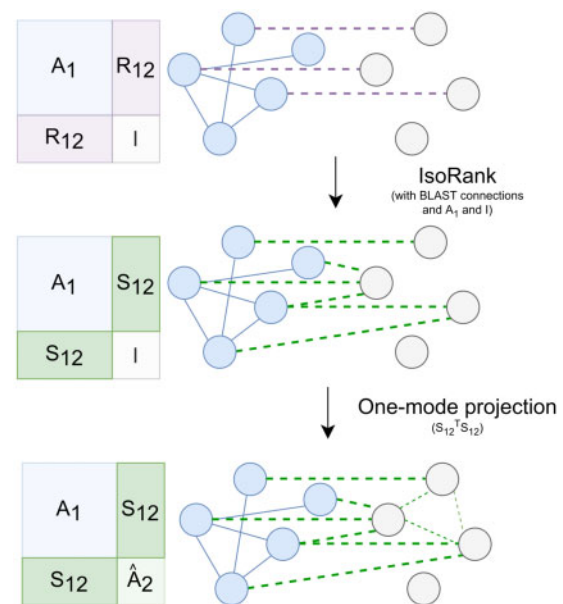 A₁ R₁₂
R₁₂ I
IsoRank
(with BLAST connections
and A₁ and I)
A₁ S₁₂
S₁₂ I
One-mode projection
(S₁₂ᵀS₁₂)
A₁ S₁₂
S₁₂ Â₂